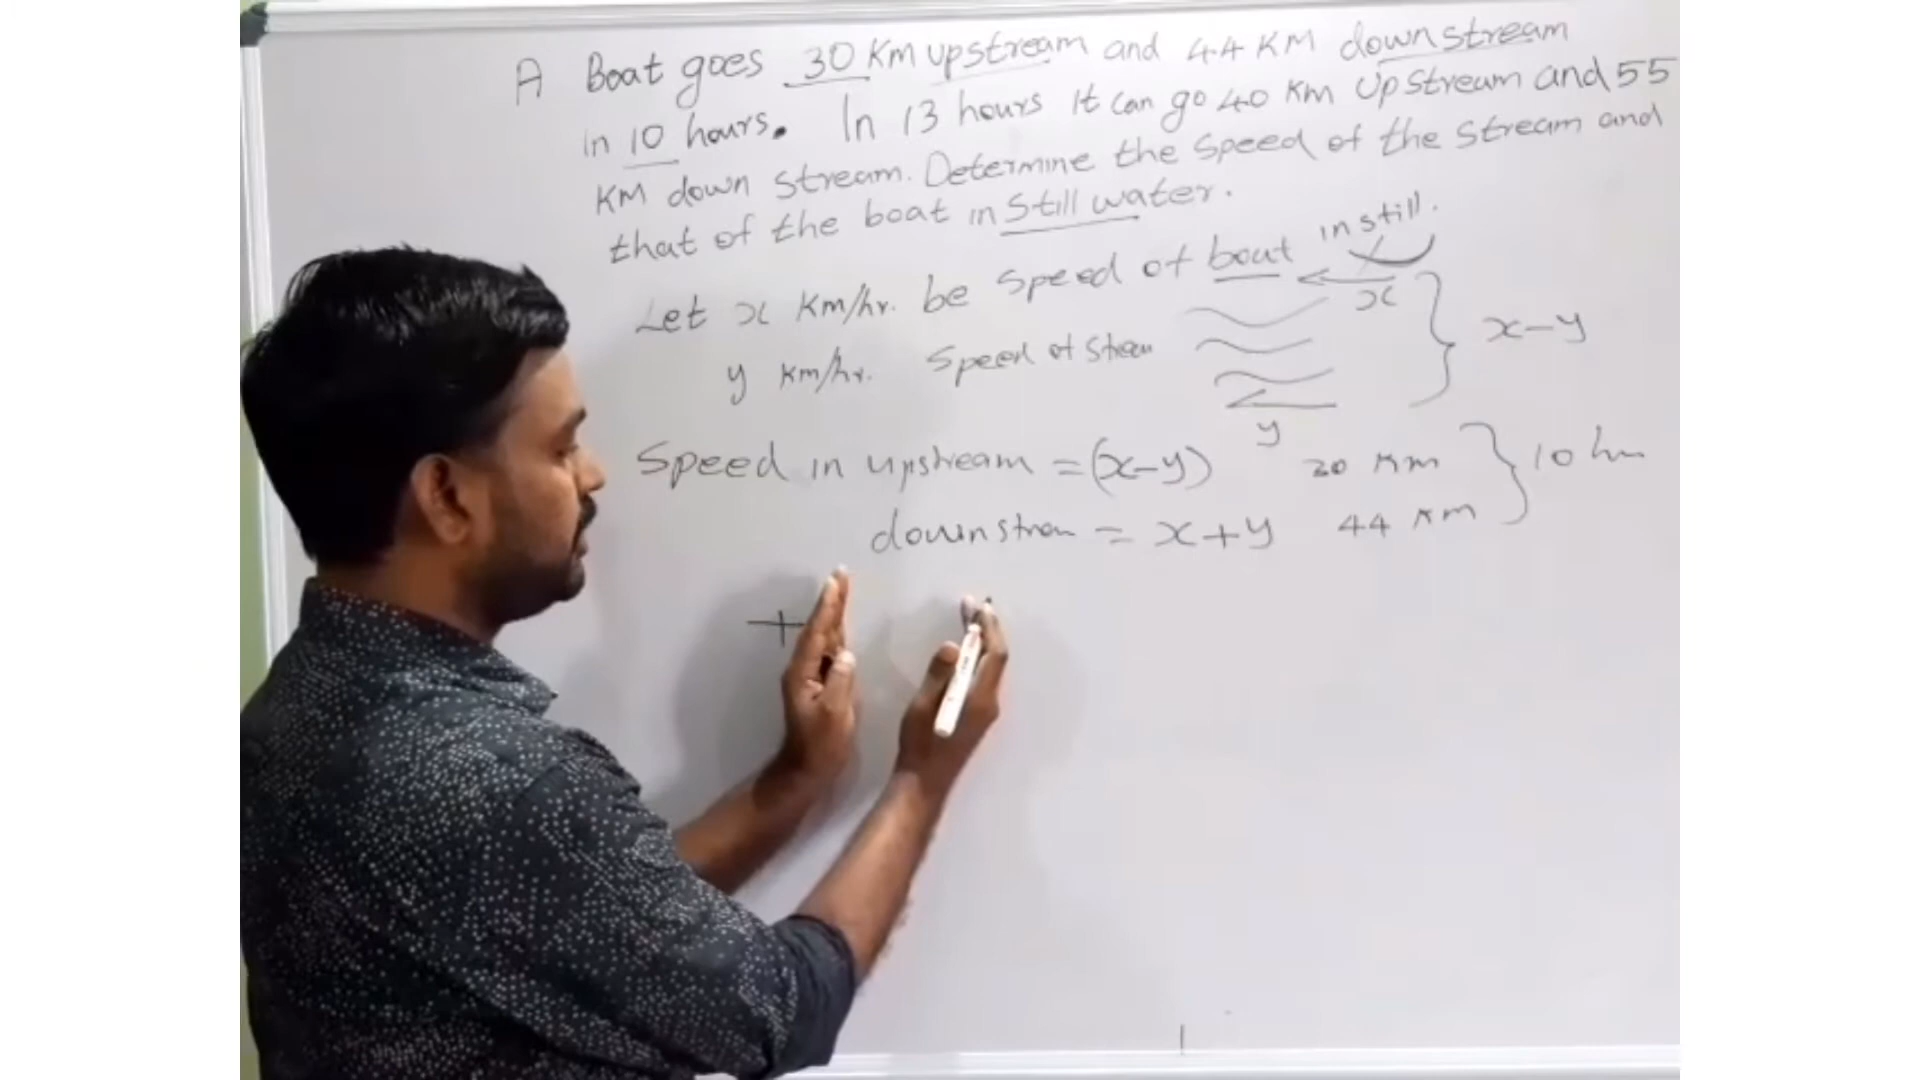 A Boat goes 30 Km upstream and 44 KM downstream
in 10 hours. In 13 hours It can go 40 KM Upstream and 55
KM down stream. Determine the speed of the stream and
that of the boat in Still water.
Let x Km/hr. be speed of boat in still.
x
y Km/hr. Speed of Stream
x-y
y
Speed in upstream = (x-y) 30 Km
10 hr
downstream = x+y 44 Km
+